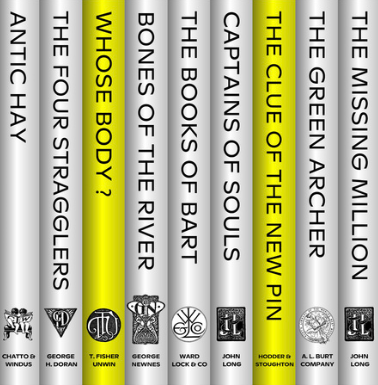 ANTIC HAY
CHATTO &
WINDUS
THE FOUR STRAGGLERS
GEORGE
H. DORAN
WHOSE BODY ?
T. FISHER
UNWIN
BONES OF THE RIVER
GEORGE
NEWNES
THE BOOKS OF BART
WARD
LOCK & CO
CAPTAINS OF SOULS
JOHN
LONG
THE CLUE OF THE NEW PIN
HODDER &
STOUGHTON
THE GREEN ARCHER
A. L. BURT
COMPANY
THE MISSING MILLION
JOHN
LONG